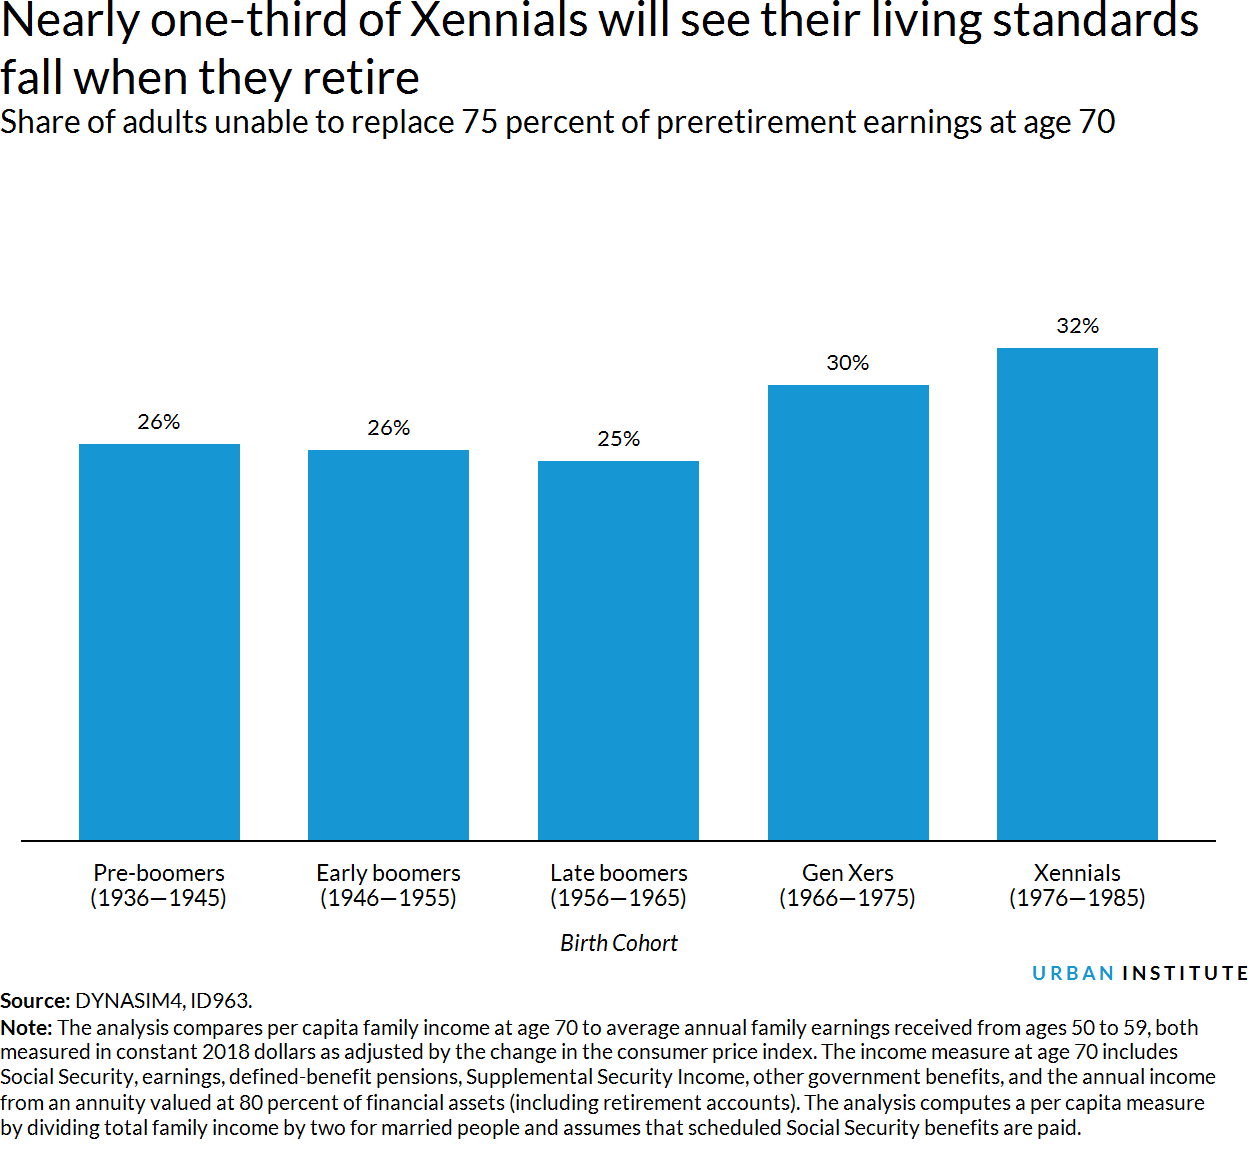 Nearly one-third of Xennials will see their living standards
fall when they retire
Share of adults unable to replace 75 percent of preretirement earnings at age 70
26%
26%
25%
30%
32%
Pre-boomers
(1936—1945)
Early boomers
(1946—1955)
Late boomers
(1956—1965)
Gen Xers
(1966—1975)
Xennials
(1976—1985)
Birth Cohort
URBAN INSTITUTE
Source: DYNASIM4, ID963.
Note: The analysis compares per capita family income at age 70 to average annual family earnings received from ages 50 to 59, both
measured in constant 2018 dollars as adjusted by the change in the consumer price index. The income measure at age 70 includes
Social Security, earnings, defined-benefit pensions, Supplemental Security Income, other government benefits, and the annual income
from an annuity valued at 80 percent of financial assets (including retirement accounts). The analysis computes a per capita measure
by dividing total family income by two for married people and assumes that scheduled Social Security benefits are paid.